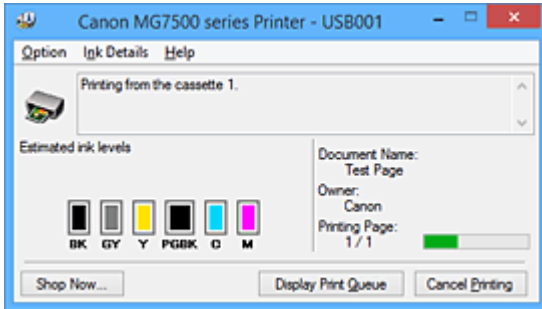 Canon MG7500 series Printer - USB001
Option Ink Details Help
Printing from the cassette 1.
Estimated ink levels
Document Name:
Test Page
Owner:
Canon
Printing Page:
1 / 1
BK GY Y PGBK C M
Shop Now... Display Print Queue Cancel Printing